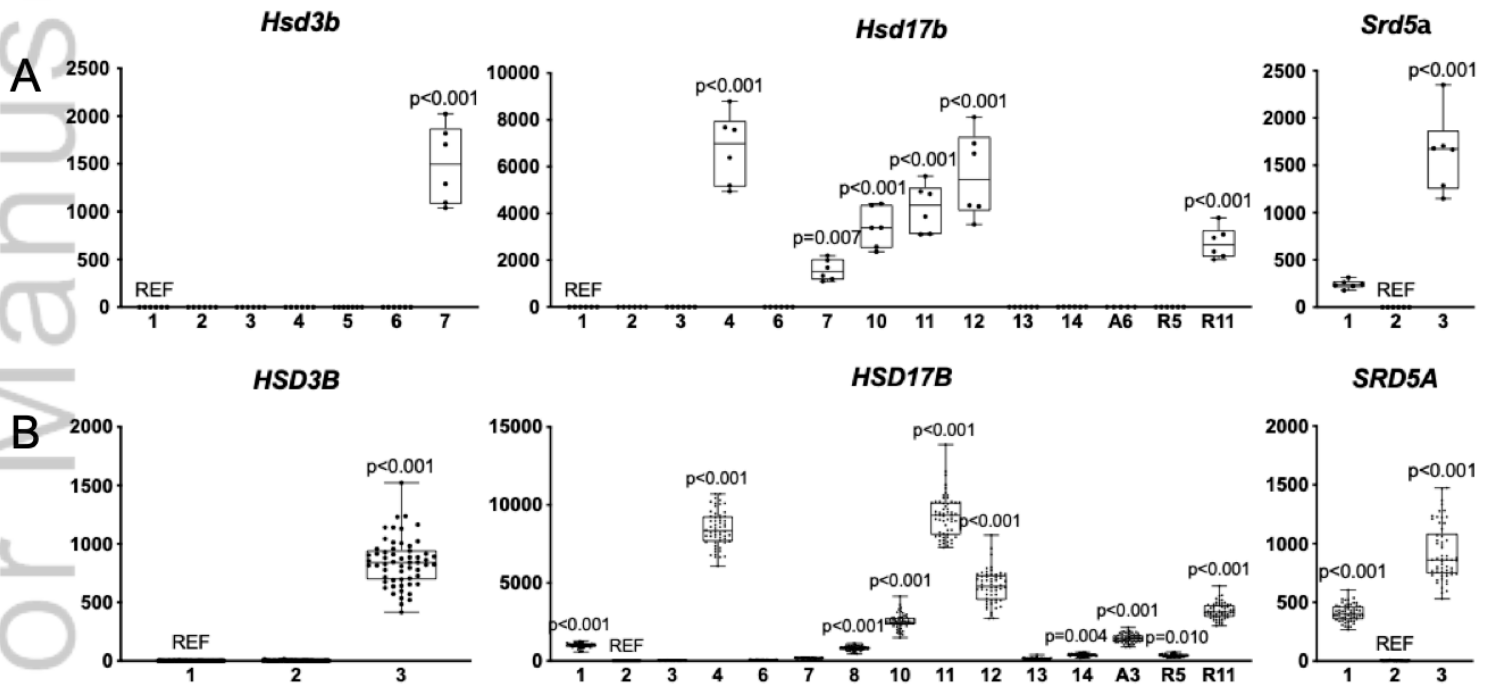 or Manus
Hsd3b Hsd17b Srd5a
A
2500
2000
1500
1000
500
0
p<0.001
REF
1 2 3 4 5 6 7
10000
8000
6000
4000
2000
0
p<0.001
p<0.001
p<0.001
p<0.001
p=0.007
p<0.001
REF
1 2 3 4 6 7 10 11 12 13 14 A6 R5 R11
2500
2000
1500
1000
500
0
p<0.001
REF
1 2 3
HSD3B HSD17B SRD5A
B
2000
1500
1000
500
0
p<0.001
REF
1 2 3
15000
10000
5000
0
p<0.001
p<0.001
p<0.001
p<0.001
p<0.001
p<0.001 REF p<0.001 p=0.004 p<0.001 p=0.010
1 2 3 4 6 7 8 10 11 12 13 14 A3 R5 R11
2000
1500
1000
500
0
p<0.001
p<0.001
REF
1 2 3